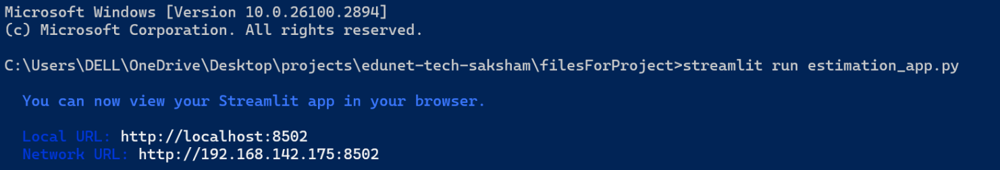 Microsoft Windows [Version 10.0.26100.2894]
(c) Microsoft Corporation. All rights reserved.
C:\Users\DELL\OneDrive\Desktop\projects\edunet-tech-saksham\filesForProject>streamlit run estimation_app.py
You can now view your Streamlit app in your browser.
Local URL: http://localhost:8502
Network URL: http://192.168.142.175:8502